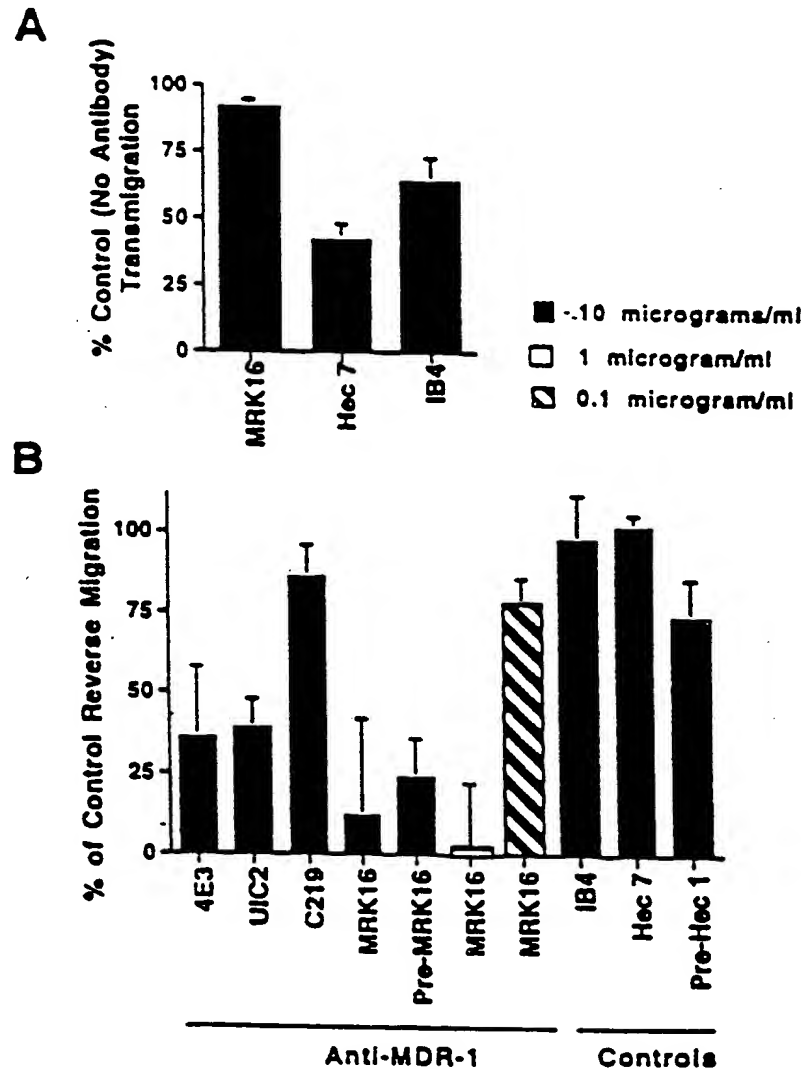 A
% Control (No Antibody)
Transmigration
100
75
50
25
0
MRK16
Hec 7
IB4
-.10 micrograms/ml
1 microgram/ml
0.1 microgram/ml
B
% of Control Reverse Migration
100
75
50
25
0
4E3
UIC2
C219
MRK16
Pre-MRK16
MRK16
MRK16
IB4
Hec 7
Pre-Hec 1
Anti-MDR-1
Controls